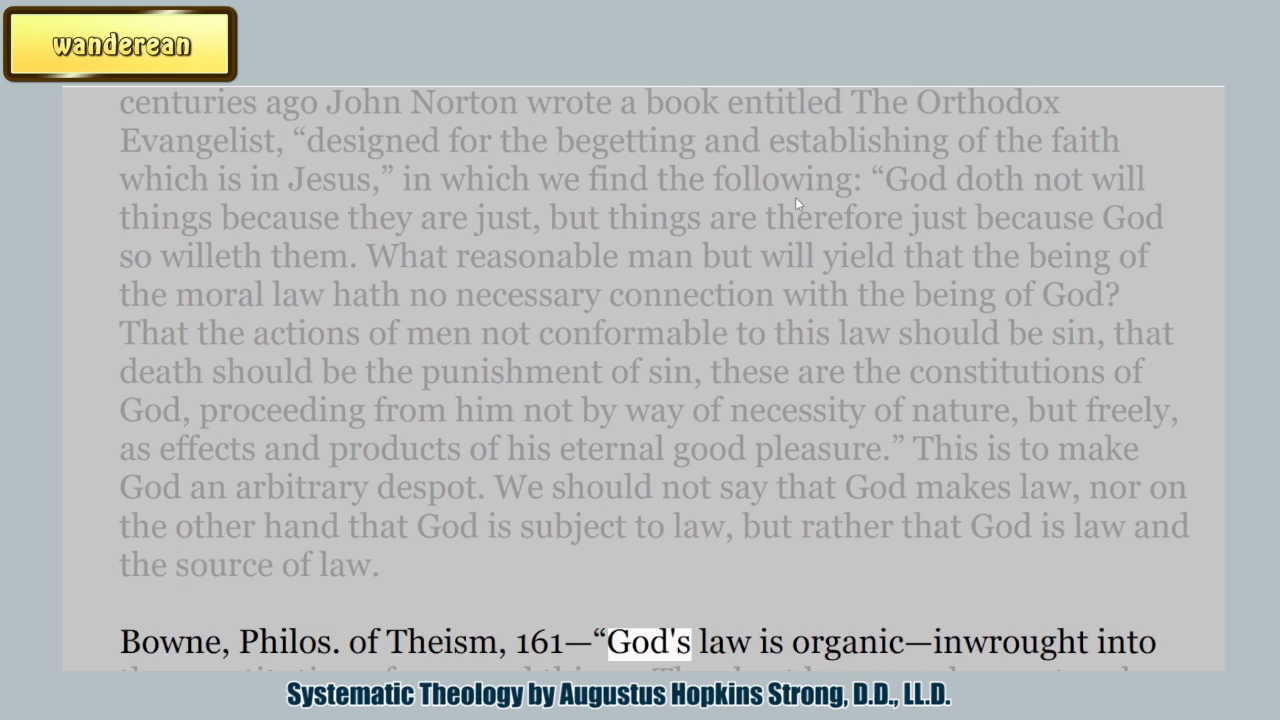 wanderean
centuries ago John Norton wrote a book entitled The Orthodox
Evangelist, “designed for the begetting and establishing of the faith
which is in Jesus,” in which we find the following: “God doth not will
things because they are just, but things are therefore just because God
so willeth them. What reasonable man but will yield that the being of
the moral law hath no necessary connection with the being of God?
That the actions of men not conformable to this law should be sin, that
death should be the punishment of sin, these are the constitutions of
God, proceeding from him not by way of necessity of nature, but freely,
as effects and products of his eternal good pleasure.” This is to make
God an arbitrary despot. We should not say that God makes law, nor on
the other hand that God is subject to law, but rather that God is law and
the source of law.
Bowne, Philos. of Theism, 161—“God's law is organic—inwrought into
Systematic Theology by Augustus Hopkins Strong, D.D., LL.D.